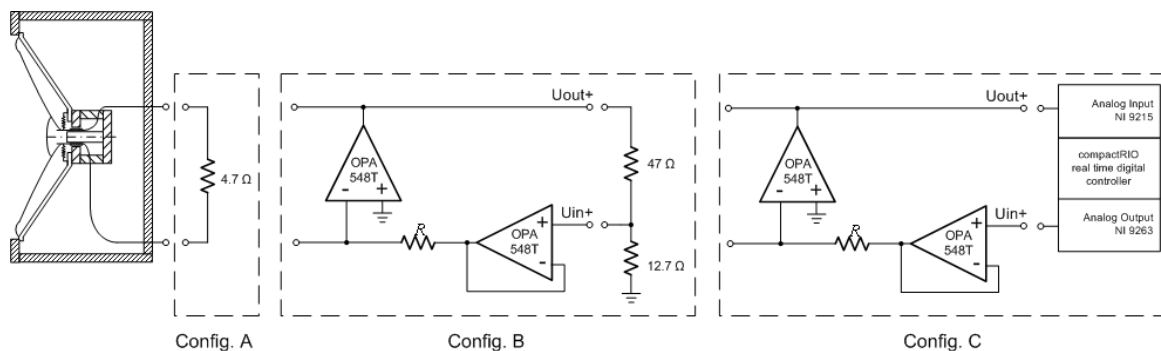 4.7 Ω
Config. A
Uout+
OPA
548T
- +
47 Ω
Uin+
R
+
OPA
548T
-
12.7 Ω
Config. B
Uout+
OPA
548T
- +
Uin+
R
+
OPA
548T
-
Analog Input
NI 9215
compactRIO
real time digital
controller
Analog Output
NI 9263
Config. C